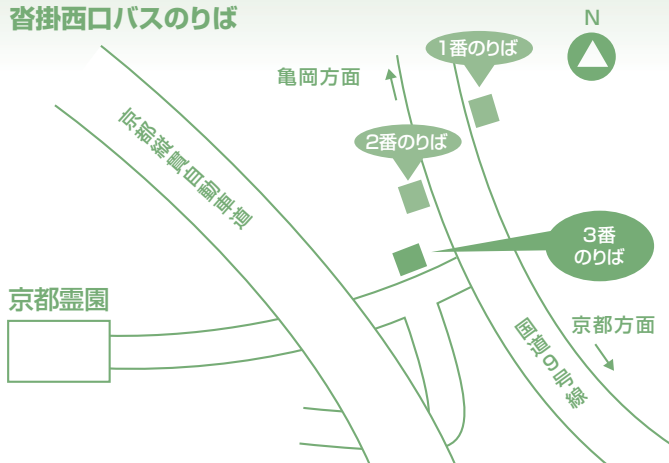 沓掛西口バスのりば
N
1番のりば
亀岡方面
2番のりば
京都縦貫自動車道
3番
のりば
京都霊園
京都方面
国道9号線